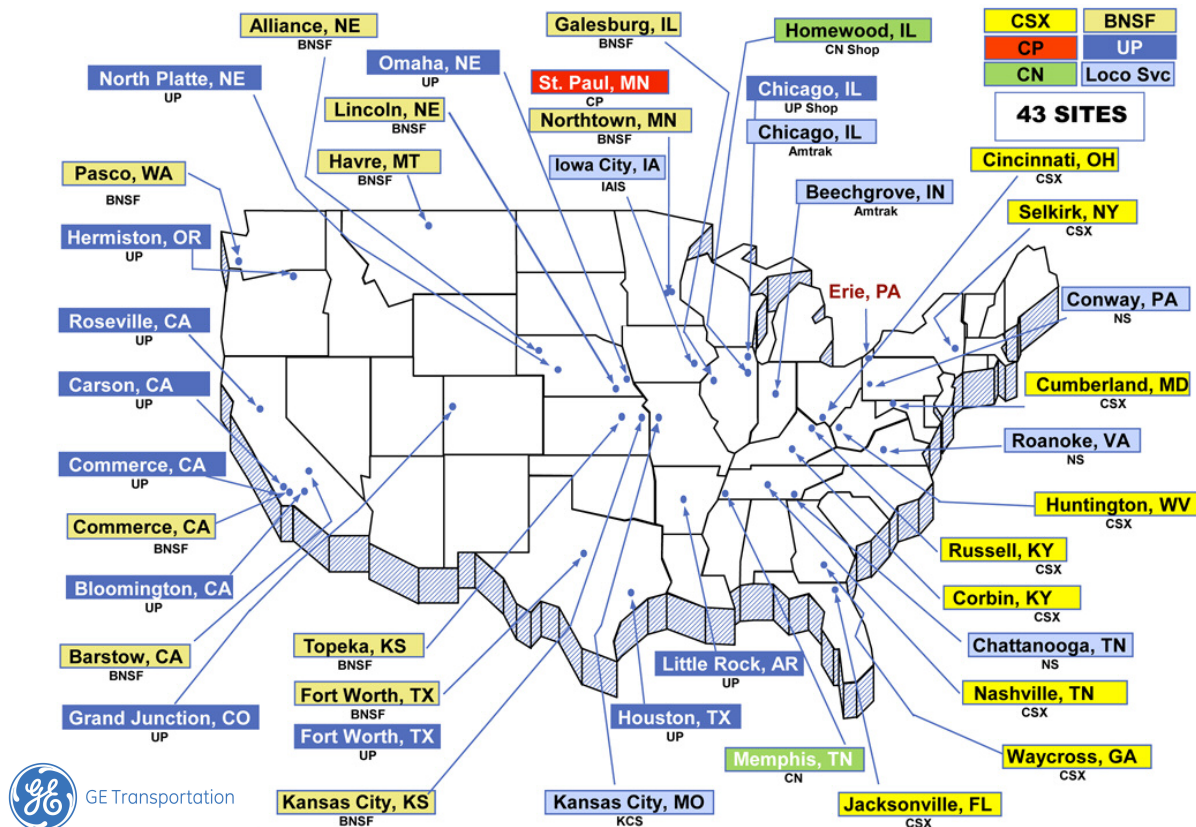 Alliance, NE
BNSF
Galesburg, IL
BNSF
Homewood, IL
CN Shop
CSX
BNSF
CP
UP
CN
Loco Svc
43 SITES
North Platte, NE
UP
Omaha, NE
UP
St. Paul, MN
CP
Chicago, IL
UP Shop
Lincoln, NE
BNSF
Northtown, MN
BNSF
Chicago, IL
Amtrak
Cincinnati, OH
CSX
Havre, MT
BNSF
Iowa City, IA
IAIS
Pasco, WA
BNSF
Beechgrove, IN
Amtrak
Selkirk, NY
CSX
Hermiston, OR
UP
Erie, PA
Conway, PA
NS
Roseville, CA
UP
Carson, CA
UP
Cumberland, MD
CSX
Roanoke, VA
NS
Commerce, CA
UP
Huntington, WV
CSX
Commerce, CA
BNSF
Russell, KY
CSX
Bloomington, CA
UP
Corbin, KY
CSX
Barstow, CA
BNSF
Topeka, KS
BNSF
Little Rock, AR
UP
Chattanooga, TN
NS
Fort Worth, TX
BNSF
Nashville, TN
CSX
Grand Junction, CO
UP
Fort Worth, TX
UP
Houston, TX
UP
Memphis, TN
CN
Waycross, GA
CSX
GE
GE Transportation
Kansas City, KS
BNSF
Kansas City, MO
KCS
Jacksonville, FL
CSX